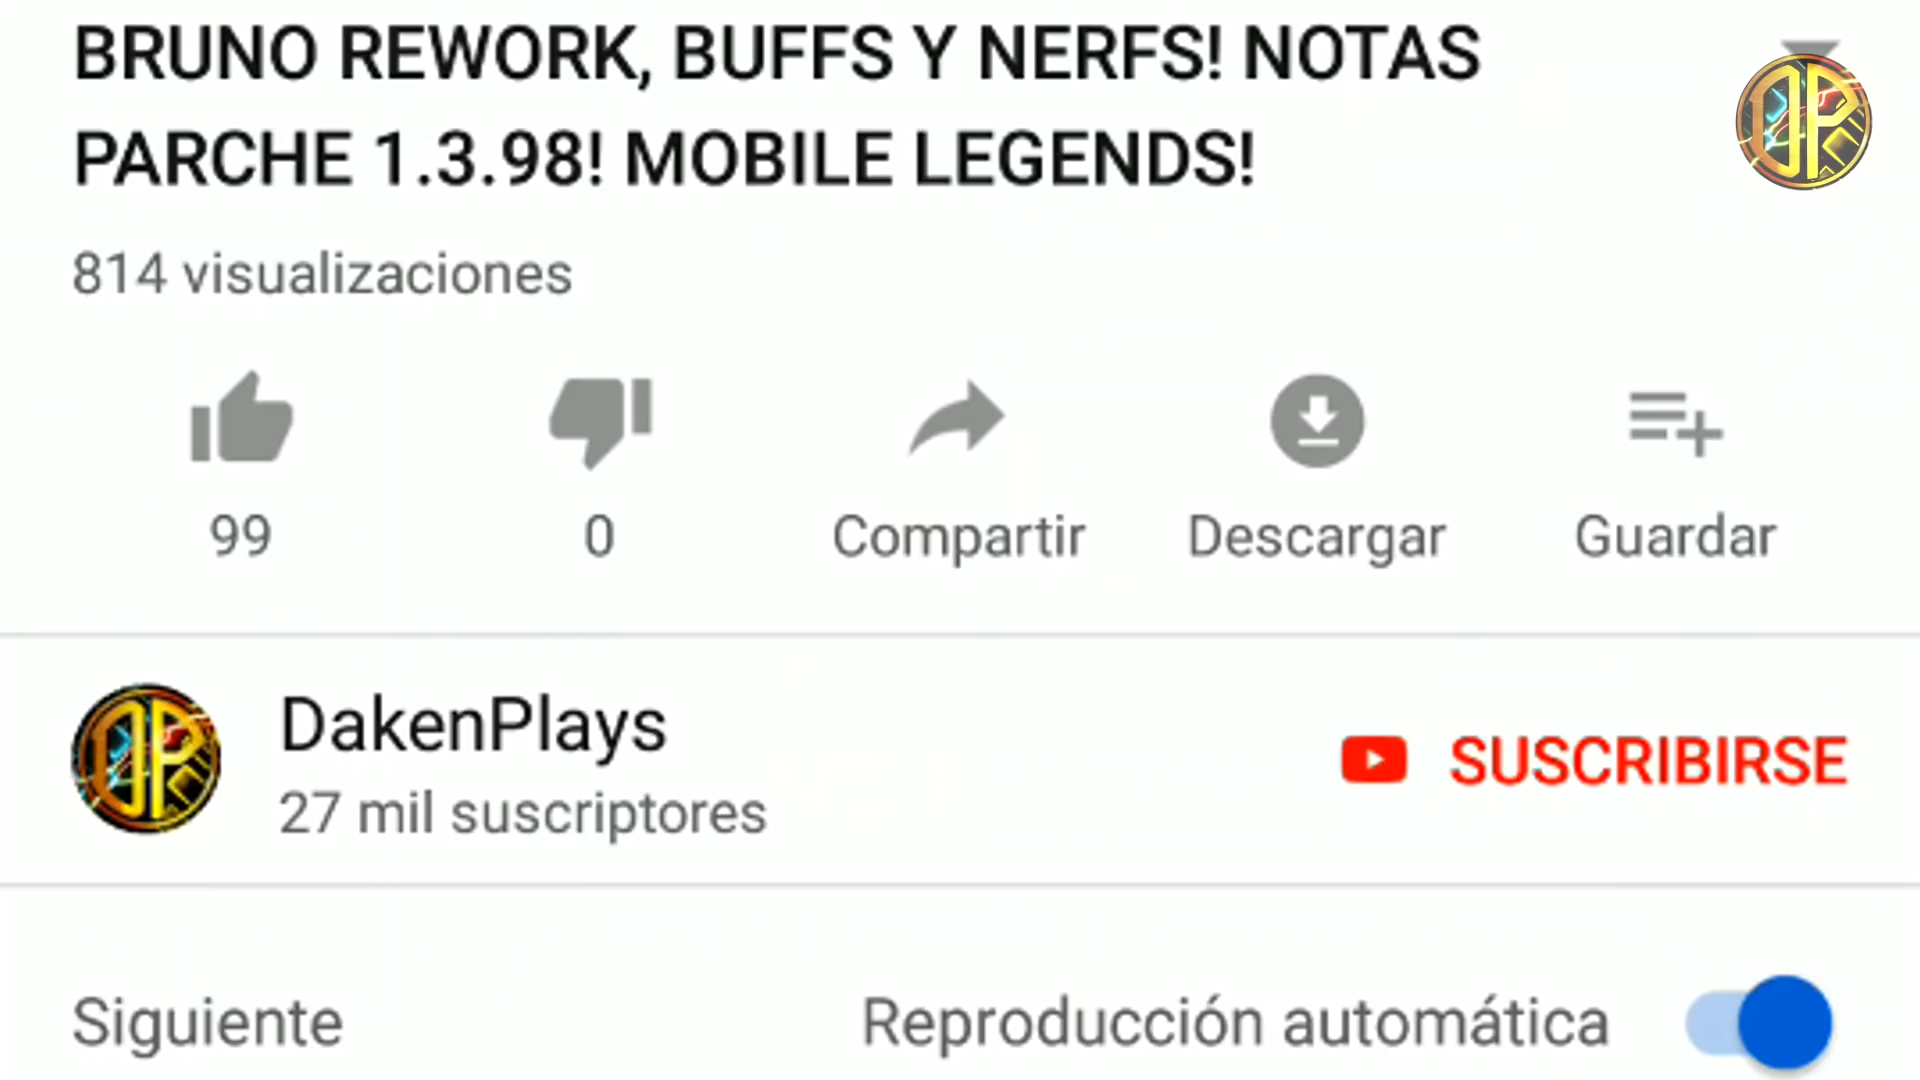 BRUNO REWORK, BUFFS Y NERFS! NOTAS
PARCHE 1.3.98! MOBILE LEGENDS!
814 visualizaciones
99
0
Compartir
Descargar
Guardar
DakenPlays
27 mil suscriptores
SUSCRIBIRSE
Siguiente
Reproducción automática